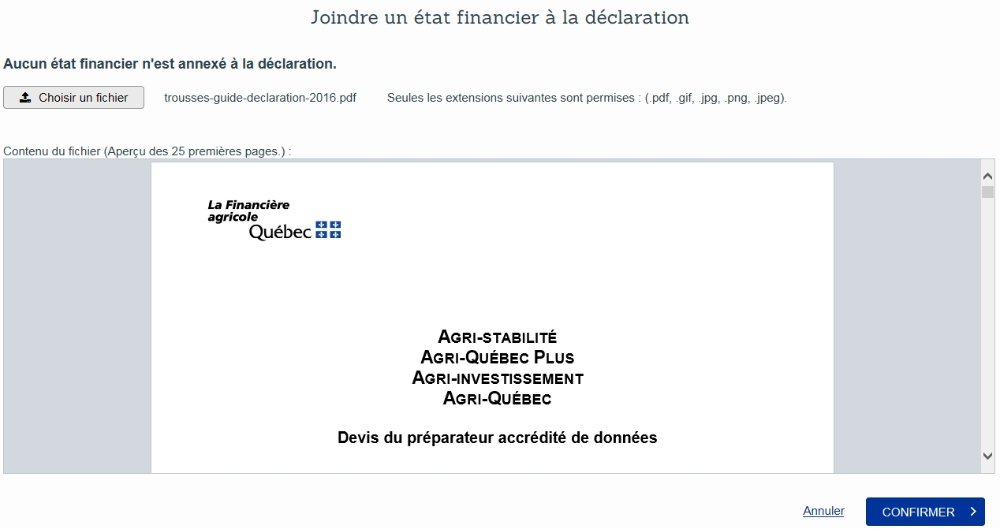 Joindre un état financier à la déclaration
Aucun état financier n'est annexé à la déclaration.
Choisir un fichier trousses-guide-declaration-2016.pdf Seules les extensions suivantes sont permises : (.pdf, .gif, .jpg, .png, .jpeg).
Contenu du fichier (Aperçu des 25 premières pages.) :
La Financière
agricole
Québec
AGRI-STABILITÉ
AGRI-QUÉBEC PLUS
AGRI-INVESTISSEMENT
AGRI-QUÉBEC
Devis du préparateur accrédité de données
Annuler CONFIRMER